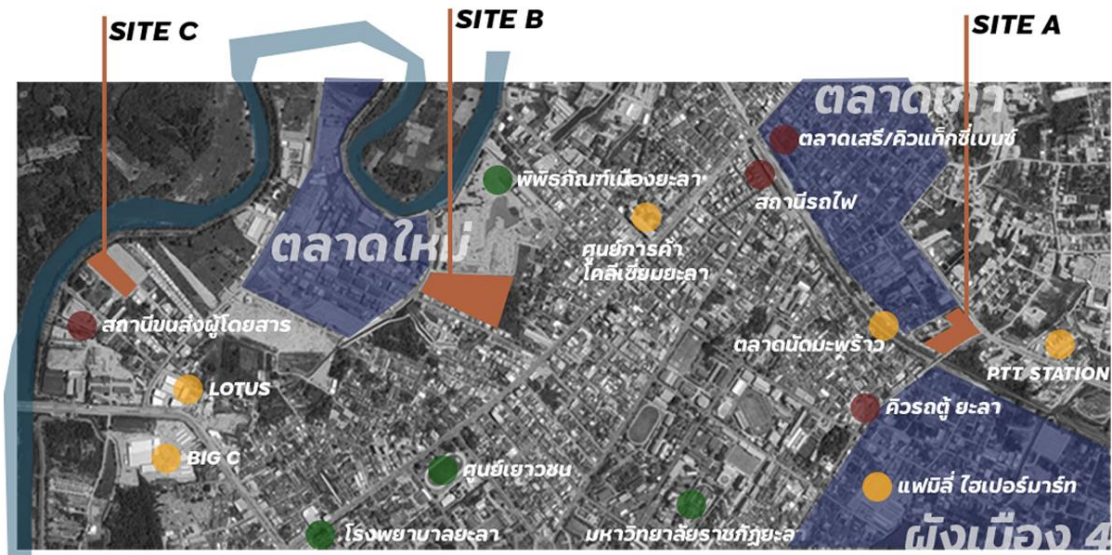 SITE C
SITE B
SITE A
ตลาดเก่า
ตลาดเสรี/คิวแท็กซี่เบนซ์
พิพิธภัณฑ์เมืองยะลา
สถานีรถไฟ
ศูนย์การค้า
โคลีเซี่ยมยะลา
ตลาดใหม่
สถานีขนส่งผู้โดยสาร
ตลาดนัดมะพร้าว
PTT STATION
LOTUS
คิวรถตู้ ยะลา
BIG C
ศูนย์เยาวชน
แฟมิลี่ ไฮเปอร์มาร์ท
โรงพยาบาลยะลา
มหาวิทยาลัยราชภัฏยะลา
ผังเมือง 4